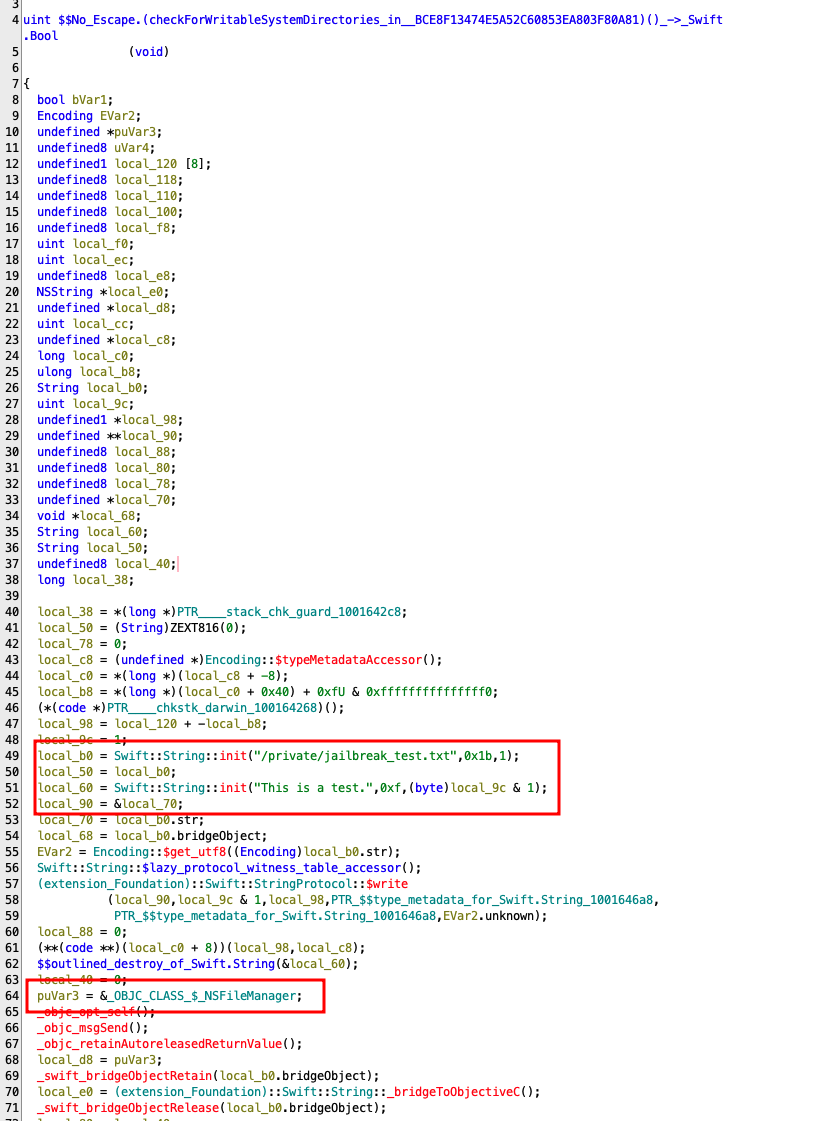 3
4 uint $$No_Escape.(checkForWritableSystemDirectories_in__BCE8F13474E5A52C60853EA803F80A81)()_->_Swift
.Bool
5 (void)
6
7 {
8 bool bVar1;
9 Encoding EVar2;
10 undefined *puVar3;
11 undefined8 uVar4;
12 undefined1 local_120 [8];
13 undefined8 local_118;
14 undefined8 local_110;
15 undefined8 local_100;
16 undefined8 local_f8;
17 uint local_f0;
18 uint local_ec;
19 undefined8 local_e8;
20 NSString *local_e0;
21 undefined *local_d8;
22 uint local_cc;
23 undefined *local_c8;
24 long local_c0;
25 ulong local_b8;
26 String local_b0;
27 uint local_9c;
28 undefined1 *local_98;
29 undefined **local_90;
30 undefined8 local_88;
31 undefined8 local_80;
32 undefined8 local_78;
33 undefined *local_70;
34 void *local_68;
35 String local_60;
36 String local_50;
37 undefined8 local_40;
38 long local_38;
39
40 local_38 = *(long *)PTR____stack_chk_guard_1001642c8;
41 local_50 = (String)ZEXT816(0);
42 local_78 = 0;
43 local_c8 = (undefined *)Encoding::$typeMetadataAccessor();
44 local_c0 = *(long *)(local_c8 + -8);
45 local_b8 = *(long *)(local_c0 + 0x40) + 0xfU & 0xfffffffffffffff0;
46 (*(code *)PTR____chkstk_darwin_100164268)();
47 local_98 = local_120 + -local_b8;
48 local_9c = 1;
49 local_b0 = Swift::String::init("/private/jailbreak_test.txt",0x1b,1);
50 local_50 = local_b0;
51 local_60 = Swift::String::init("This is a test.",0xf,(byte)local_9c & 1);
52 local_90 = &local_70;
53 local_70 = local_b0.str;
54 local_68 = local_b0.bridgeObject;
55 EVar2 = Encoding::$get_utf8((Encoding)local_b0.str);
56 Swift::String::$lazy_protocol_witness_table_accessor();
57 (extension_Foundation)::Swift::StringProtocol::$write
58 (local_90,local_9c & 1,local_98,PTR_$$type_metadata_for_Swift.String_1001646a8,
59 PTR_$$type_metadata_for_Swift.String_1001646a8,EVar2.unknown);
60 local_88 = 0;
61 (**(code **)(local_c0 + 8))(local_98,local_c8);
62 $$outlined_destroy_of_Swift.String(&local_60);
63 local_40 = 0;
64 puVar3 = &_OBJC_CLASS_$_NSFileManager;
65 _objc_opt_self();
66 _objc_msgSend();
67 _objc_retainAutoreleasedReturnValue();
68 local_d8 = puVar3;
69 _swift_bridgeObjectRetain(local_b0.bridgeObject);
70 local_e0 = (extension_Foundation)::Swift::String::_bridgeToObjectiveC();
71 _swift_bridgeObjectRelease(local_b0.bridgeObject);